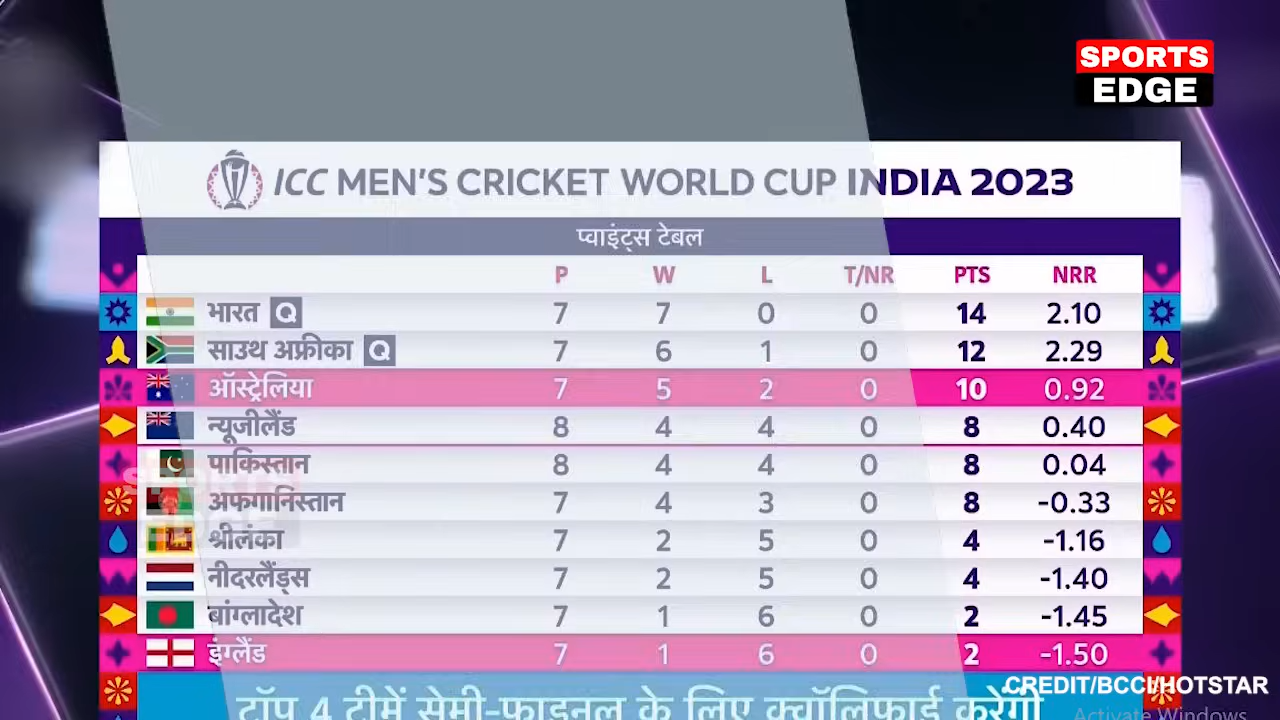 SPORTS
EDGE
ICC MEN'S CRICKET WORLD CUP INDIA 2023
प्वाइंट्स टेबल
P W L T/NR PTS NRR
भारत Q 7 7 0 0 14 2.10
साउथ अफ्रीका Q 7 6 1 0 12 2.29
ऑस्ट्रेलिया 7 5 2 0 10 0.92
न्यूजीलैंड 8 4 4 0 8 0.40
पाकिस्तान 8 4 4 0 8 0.04
अफगानिस्तान 7 4 3 0 8 -0.33
श्रीलंका 7 2 5 0 4 -1.16
नीदरलैंड्स 7 2 5 0 4 -1.40
बांग्लादेश 7 1 6 0 2 -1.45
इंग्लैंड 7 1 6 0 2 -1.50
टॉप 4 टीमें सेमी-फाइनल के लिए क्वॉलिफाई करेंगी
CREDIT/BCCI/HOTSTAR
Activate Windows